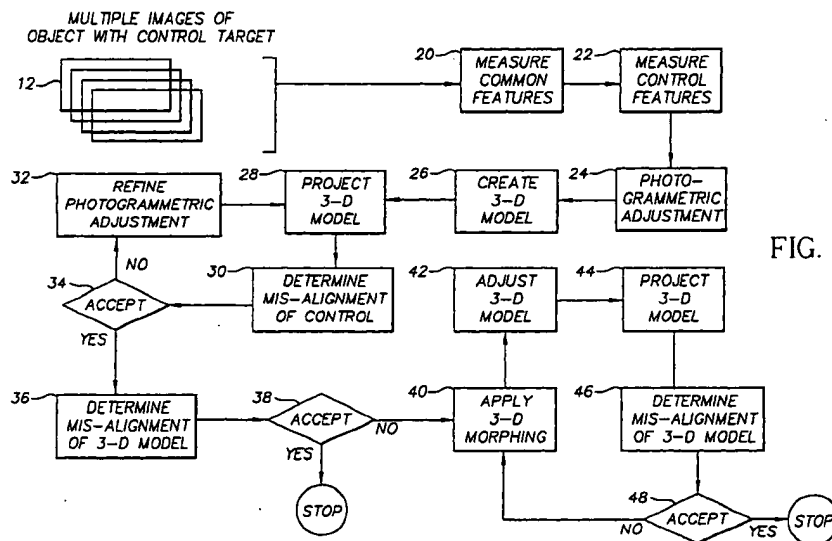 MULTIPLE IMAGES OF
OBJECT WITH CONTROL TARGET
12
20
MEASURE
COMMON
FEATURES
22
MEASURE
CONTROL
FEATURES
32
REFINE
PHOTOGRAMMETRIC
ADJUSTMENT
28
PROJECT
3-D
MODEL
26
CREATE
3-D
MODEL
24
PHOTO-
GRAMMETRIC
ADJUSTMENT
FIG.
NO
34
ACCEPT
YES
30
DETERMINE
MIS-ALIGNMENT
OF CONTROL
42
ADJUST
3-D
MODEL
44
PROJECT
3-D
MODEL
36
DETERMINE
MIS-ALIGNMENT
OF 3-D MODEL
38
ACCEPT
NO
YES
STOP
40
APPLY
3-D
MORPHING
46
DETERMINE
MIS-ALIGNMENT
OF 3-D MODEL
48
ACCEPT
NO
YES
STOP